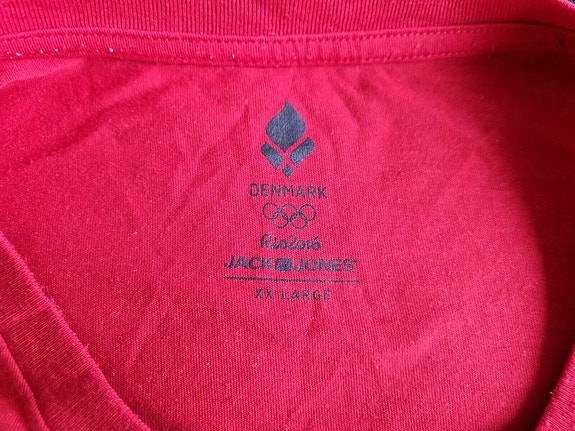 DENMARK
Rio2016
JACK & JONES
XX LARGE